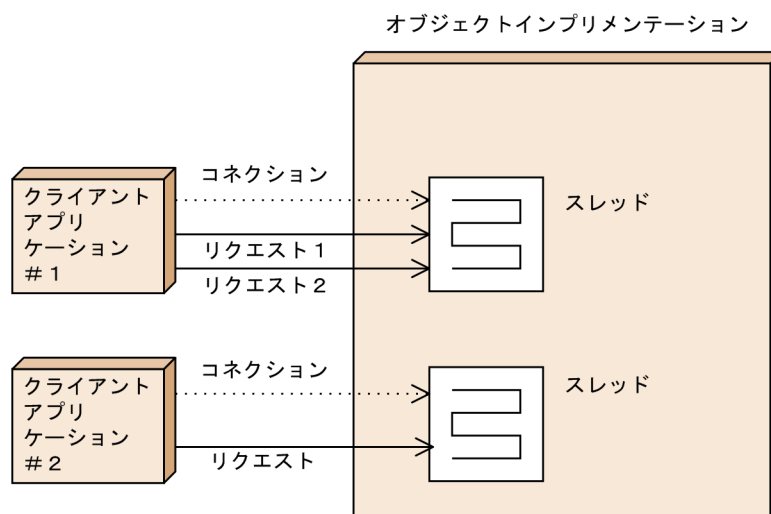 オブジェクトインプリメンテーション
クライアント
アプリ
ケーション
#1
コネクション
リクエスト1
リクエスト2
スレッド
クライアント
アプリ
ケーション
#2
コネクション
リクエスト
スレッド